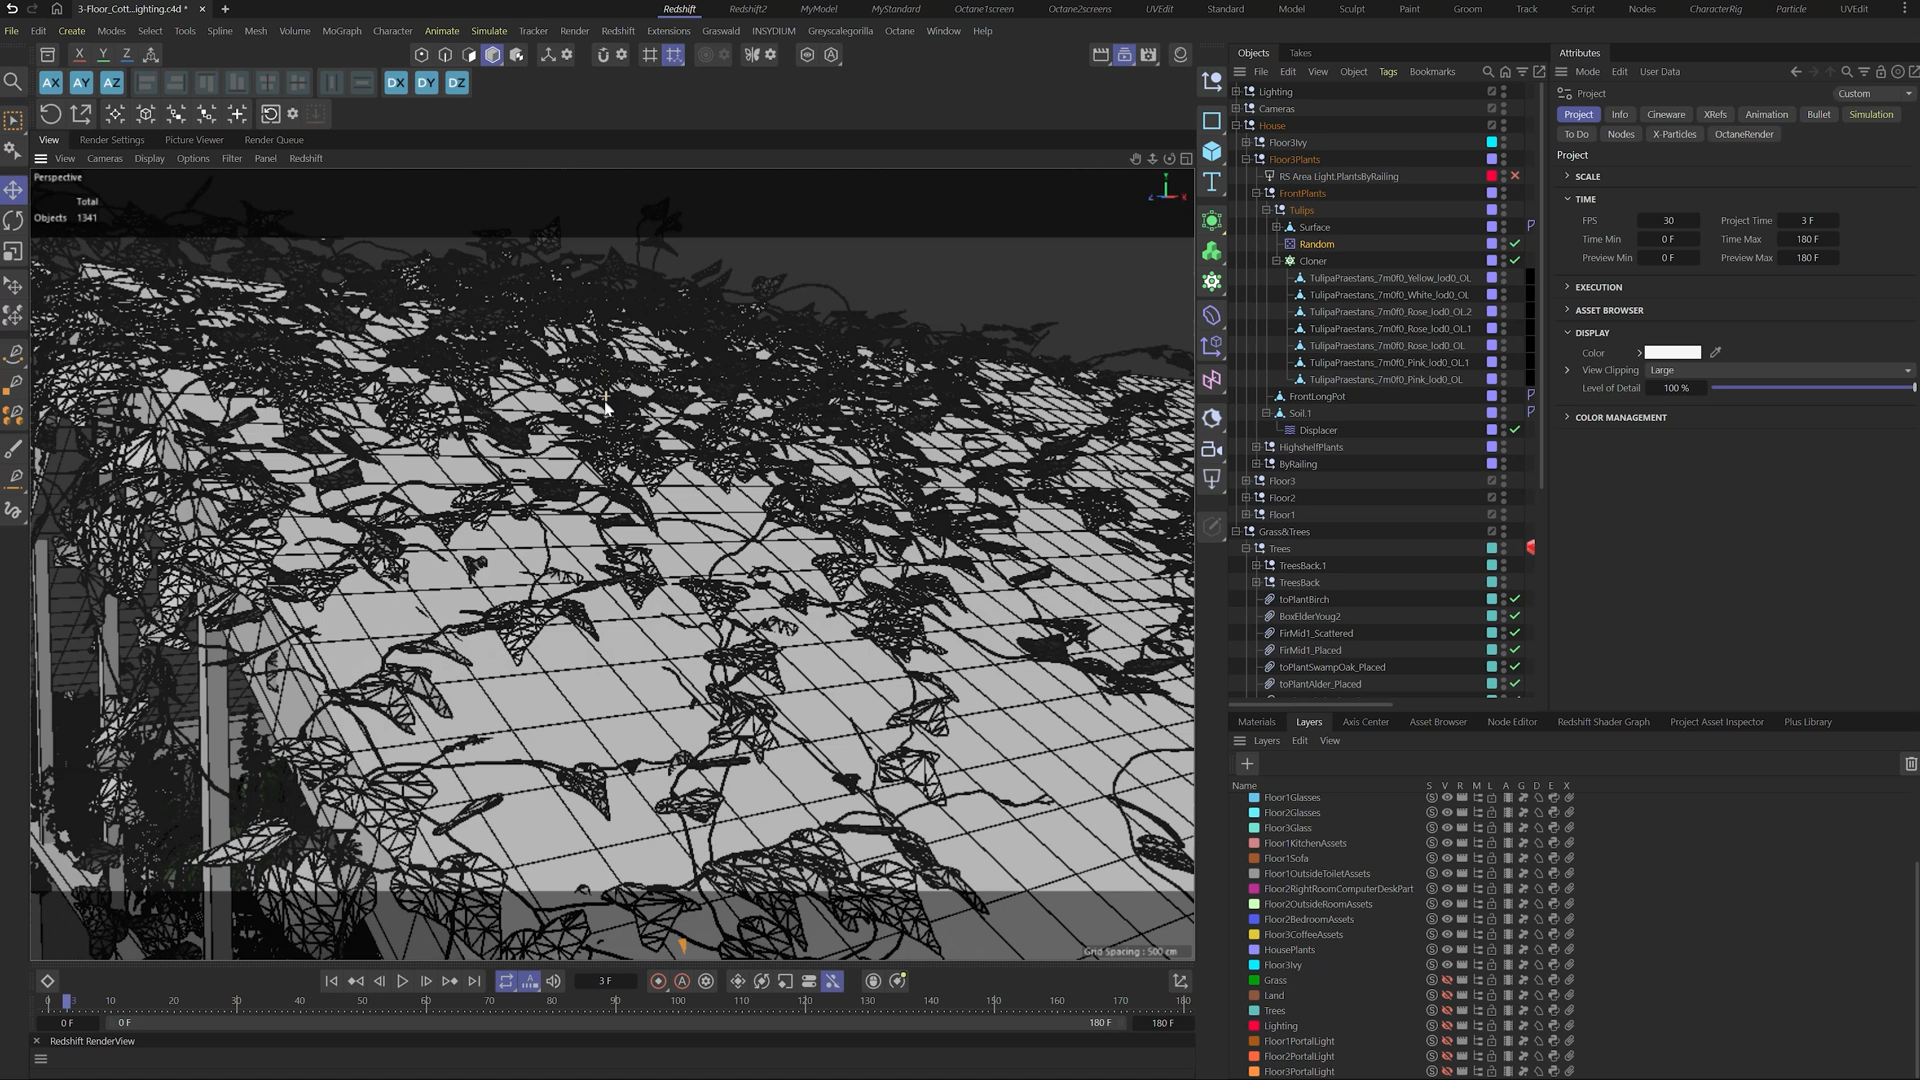 3-Floor_Cott...ighting.c4d *
Redshift Redshift2 MyModel MyStandard Octane1screen Octane2screens UVEdit Standard Model Sculpt Paint Groom Track Script Nodes CharacterRig Particle UVEdit
File Edit Create Modes Select Tools Spline Mesh Volume MoGraph Character Animate Simulate Tracker Render Redshift Extensions Graswald INSYDIUM Greyscalegorilla Octane Window Help
X Y Z
AX AY AZ DX DY DZ
View Render Settings Picture Viewer Render Queue
View Cameras Display Options Filter Panel Redshift
Perspective
Total
Objects 1341
Grid Spacing : 500 cm
3 F
0 3 10 20 30 40 50 60 70 80 90 100 110 120 130 140 150 160 170 180
0 F 0 F 180 F 180 F
Redshift RenderView
Objects Takes
File Edit View Object Tags Bookmarks
Lighting
Cameras
House
Floor3Ivy
Floor3Plants
RS Area Light.PlantsByRailing
FrontPlants
Tulips
Surface
Random
Cloner
TulipaPraestans_7m0f0_Yellow_lod0_OL
TulipaPraestans_7m0f0_White_lod0_OL
TulipaPraestans_7m0f0_Rose_lod0_OL.2
TulipaPraestans_7m0f0_Rose_lod0_OL.1
TulipaPraestans_7m0f0_Rose_lod0_OL
TulipaPraestans_7m0f0_Pink_lod0_OL.1
TulipaPraestans_7m0f0_Pink_lod0_OL
FrontLongPot
Soil.1
Displacer
HighshelfPlants
ByRailing
Floor3
Floor2
Floor1
Grass&Trees
Trees
TreesBack.1
TreesBack
toPlantBirch
BoxElderYoug2
FirMid1_Scattered
FirMid1_Placed
toPlantSwampOak_Placed
toPlantAlder_Placed
Attributes
Mode Edit User Data
Project Custom
Project Info Cineware XRefs Animation Bullet Simulation
To Do Nodes X-Particles OctaneRender
Project
SCALE
TIME
FPS 30 Project Time 3 F
Time Min 0 F Time Max 180 F
Preview Min 0 F Preview Max 180 F
EXECUTION
ASSET BROWSER
DISPLAY
Color
View Clipping Large
Level of Detail 100 %
COLOR MANAGEMENT
Materials Layers Axis Center Asset Browser Node Editor Redshift Shader Graph Project Asset Inspector Plus Library
Layers Edit View
Name S V R M L A G D E X
Floor1Glasses
Floor2Glasses
Floor3Glass
Floor1KitchenAssets
Floor1Sofa
Floor1OutsideToiletAssets
Floor2RightRoomComputerDeskPart
Floor2OutsideRoomAssets
Floor2BedroomAssets
Floor3CoffeeAssets
HousePlants
Floor3Ivy
Grass
Land
Trees
Lighting
Floor1PortalLight
Floor2PortalLight
Floor3PortalLight